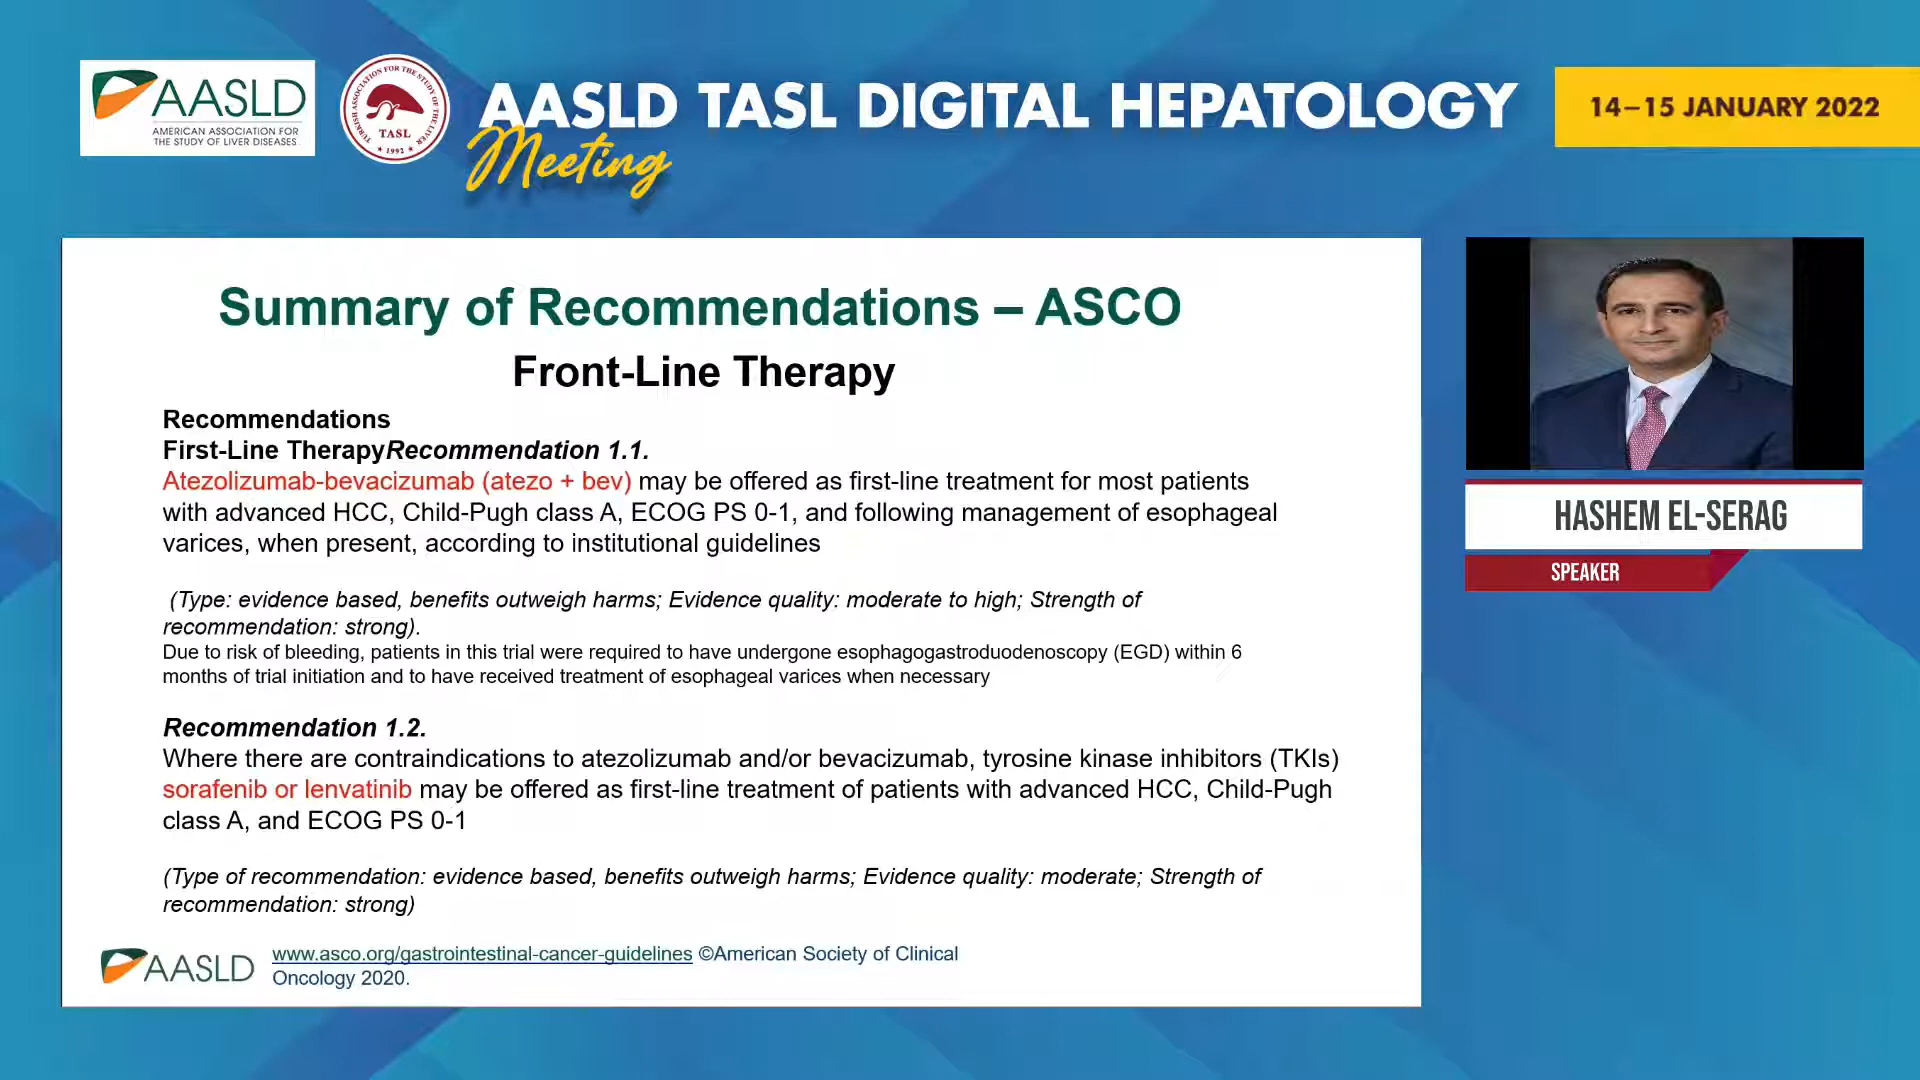 AASLD
AMERICAN ASSOCIATION FOR
THE STUDY OF LIVER DISEASES
TURKISH ASSOCIATION FOR THE STUDY OF THE LIVER
TASL
1992
AASLD TASL DIGITAL HEPATOLOGY
Meeting
14–15 JANUARY 2022
Summary of Recommendations – ASCO
Front-Line Therapy
Recommendations
First-Line TherapyRecommendation 1.1.
Atezolizumab-bevacizumab (atezo + bev) may be offered as first-line treatment for most patients
with advanced HCC, Child-Pugh class A, ECOG PS 0-1, and following management of esophageal
varices, when present, according to institutional guidelines
(Type: evidence based, benefits outweigh harms; Evidence quality: moderate to high; Strength of
recommendation: strong).
Due to risk of bleeding, patients in this trial were required to have undergone esophagogastroduodenoscopy (EGD) within 6
months of trial initiation and to have received treatment of esophageal varices when necessary
Recommendation 1.2.
Where there are contraindications to atezolizumab and/or bevacizumab, tyrosine kinase inhibitors (TKIs)
sorafenib or lenvatinib may be offered as first-line treatment of patients with advanced HCC, Child-Pugh
class A, and ECOG PS 0-1
(Type of recommendation: evidence based, benefits outweigh harms; Evidence quality: moderate; Strength of
recommendation: strong)
AASLD
www.asco.org/gastrointestinal-cancer-guidelines ©American Society of Clinical
Oncology 2020.
HASHEM EL-SERAG
SPEAKER